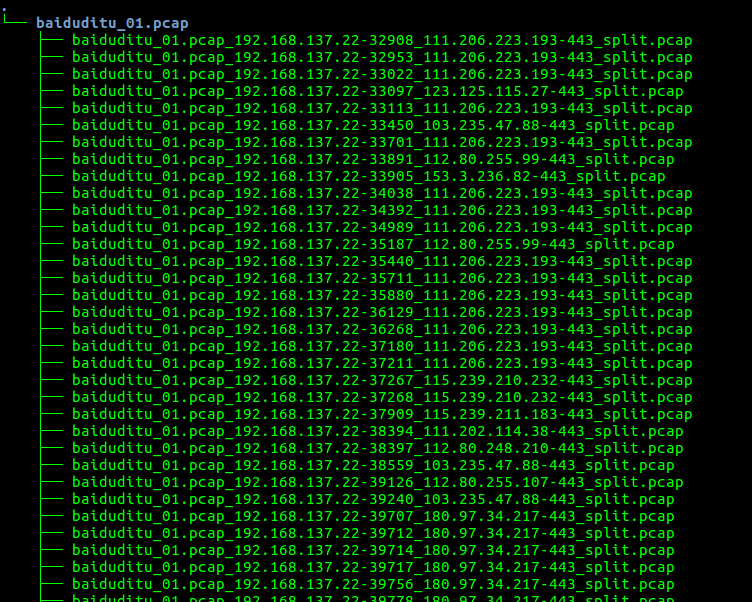 .
└── baiduditu_01.pcap
├── baiduditu_01.pcap_192.168.137.22-32908_111.206.223.193-443_split.pcap
├── baiduditu_01.pcap_192.168.137.22-32953_111.206.223.193-443_split.pcap
├── baiduditu_01.pcap_192.168.137.22-33022_111.206.223.193-443_split.pcap
├── baiduditu_01.pcap_192.168.137.22-33097_123.125.115.27-443_split.pcap
├── baiduditu_01.pcap_192.168.137.22-33113_111.206.223.193-443_split.pcap
├── baiduditu_01.pcap_192.168.137.22-33450_103.235.47.88-443_split.pcap
├── baiduditu_01.pcap_192.168.137.22-33701_111.206.223.193-443_split.pcap
├── baiduditu_01.pcap_192.168.137.22-33891_112.80.255.99-443_split.pcap
├── baiduditu_01.pcap_192.168.137.22-33905_153.3.236.82-443_split.pcap
├── baiduditu_01.pcap_192.168.137.22-34038_111.206.223.193-443_split.pcap
├── baiduditu_01.pcap_192.168.137.22-34392_111.206.223.193-443_split.pcap
├── baiduditu_01.pcap_192.168.137.22-34989_111.206.223.193-443_split.pcap
├── baiduditu_01.pcap_192.168.137.22-35187_112.80.255.99-443_split.pcap
├── baiduditu_01.pcap_192.168.137.22-35440_111.206.223.193-443_split.pcap
├── baiduditu_01.pcap_192.168.137.22-35711_111.206.223.193-443_split.pcap
├── baiduditu_01.pcap_192.168.137.22-35880_111.206.223.193-443_split.pcap
├── baiduditu_01.pcap_192.168.137.22-36129_111.206.223.193-443_split.pcap
├── baiduditu_01.pcap_192.168.137.22-36268_111.206.223.193-443_split.pcap
├── baiduditu_01.pcap_192.168.137.22-37180_111.206.223.193-443_split.pcap
├── baiduditu_01.pcap_192.168.137.22-37211_111.206.223.193-443_split.pcap
├── baiduditu_01.pcap_192.168.137.22-37267_115.239.210.232-443_split.pcap
├── baiduditu_01.pcap_192.168.137.22-37268_115.239.210.232-443_split.pcap
├── baiduditu_01.pcap_192.168.137.22-37909_115.239.211.183-443_split.pcap
├── baiduditu_01.pcap_192.168.137.22-38394_111.202.114.38-443_split.pcap
├── baiduditu_01.pcap_192.168.137.22-38397_112.80.248.210-443_split.pcap
├── baiduditu_01.pcap_192.168.137.22-38559_103.235.47.88-443_split.pcap
├── baiduditu_01.pcap_192.168.137.22-39126_112.80.255.107-443_split.pcap
├── baiduditu_01.pcap_192.168.137.22-39240_103.235.47.88-443_split.pcap
├── baiduditu_01.pcap_192.168.137.22-39707_180.97.34.217-443_split.pcap
├── baiduditu_01.pcap_192.168.137.22-39712_180.97.34.217-443_split.pcap
├── baiduditu_01.pcap_192.168.137.22-39714_180.97.34.217-443_split.pcap
├── baiduditu_01.pcap_192.168.137.22-39717_180.97.34.217-443_split.pcap
├── baiduditu_01.pcap_192.168.137.22-39756_180.97.34.217-443_split.pcap
├── baiduditu_01.pcap_192.168.137.22-39778_180.97.34.217-443_split.pcap